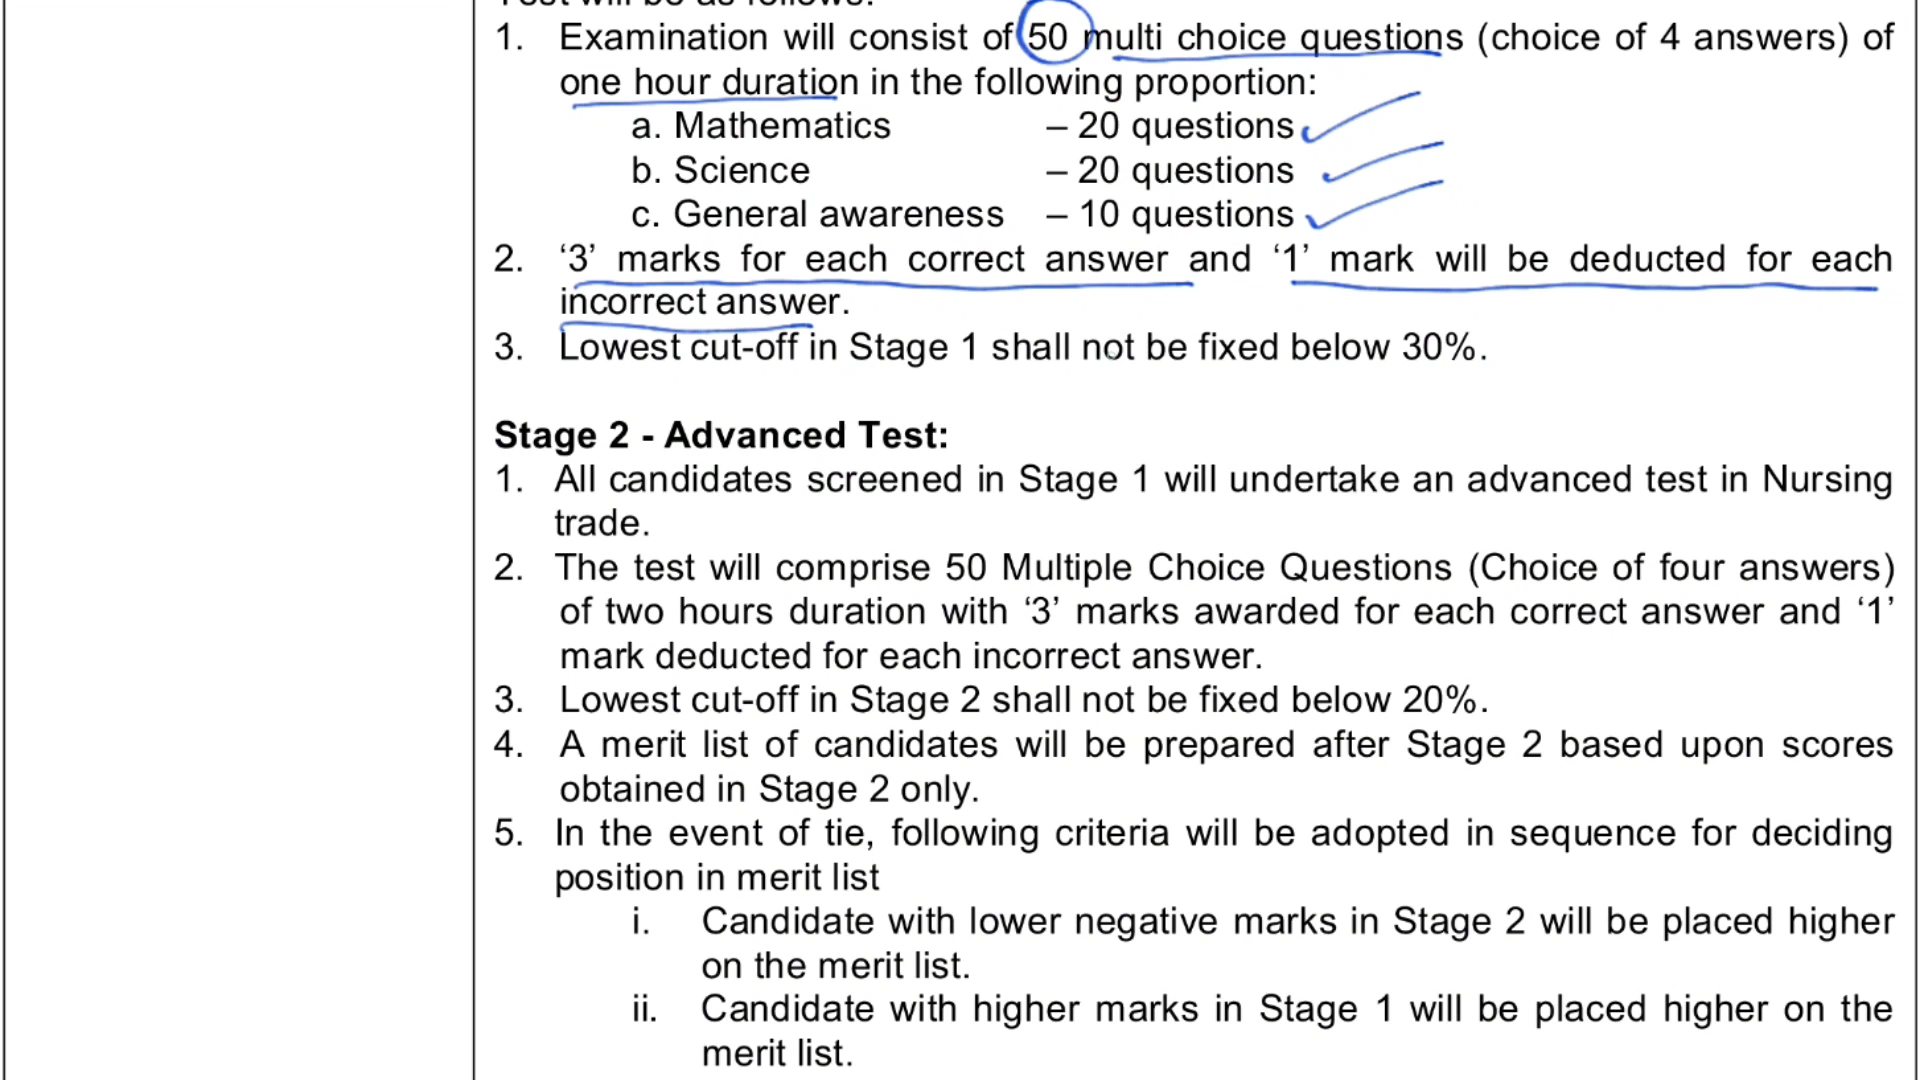 Test will be as follows:
1. Examination will consist of 50 multi choice questions (choice of 4 answers) of
one hour duration in the following proportion:
a. Mathematics – 20 questions
b. Science – 20 questions
c. General awareness – 10 questions
2. ‘3’ marks for each correct answer and ‘1’ mark will be deducted for each
incorrect answer.
3. Lowest cut-off in Stage 1 shall not be fixed below 30%.
Stage 2 - Advanced Test:
1. All candidates screened in Stage 1 will undertake an advanced test in Nursing
trade.
2. The test will comprise 50 Multiple Choice Questions (Choice of four answers)
of two hours duration with ‘3’ marks awarded for each correct answer and ‘1’
mark deducted for each incorrect answer.
3. Lowest cut-off in Stage 2 shall not be fixed below 20%.
4. A merit list of candidates will be prepared after Stage 2 based upon scores
obtained in Stage 2 only.
5. In the event of tie, following criteria will be adopted in sequence for deciding
position in merit list
i. Candidate with lower negative marks in Stage 2 will be placed higher
on the merit list.
ii. Candidate with higher marks in Stage 1 will be placed higher on the
merit list.